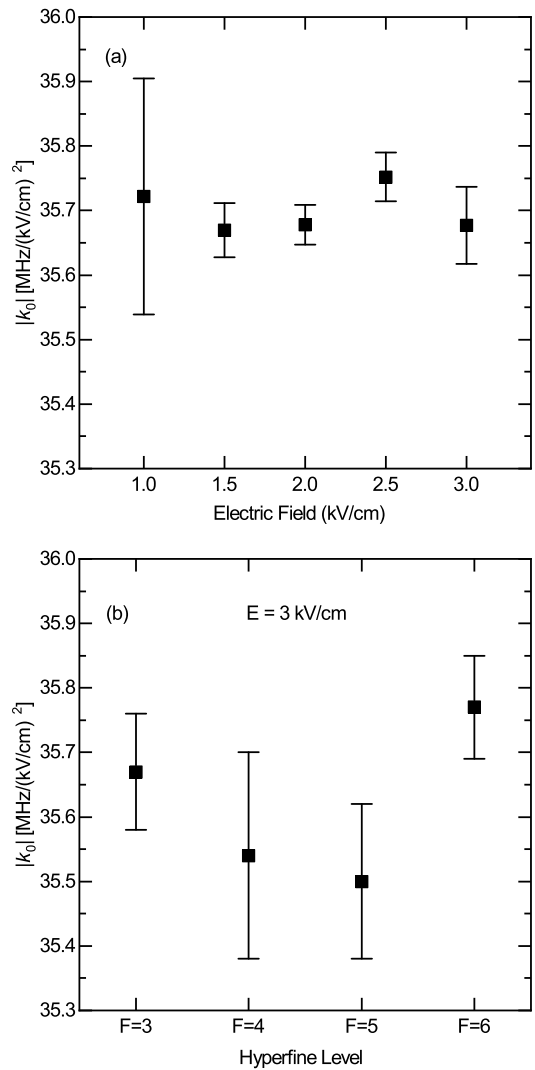 36.0
(a)
35.9
35.8
35.7
35.6
35.5
35.4
35.3
|k₀| [MHz/(kV/cm) ²]
1.0 1.5 2.0 2.5 3.0
Electric Field (kV/cm)
36.0
(b) E = 3 kV/cm
35.9
35.8
35.7
35.6
35.5
35.4
35.3
|k₀| [MHz/(kV/cm) ²]
F=3 F=4 F=5 F=6
Hyperfine Level